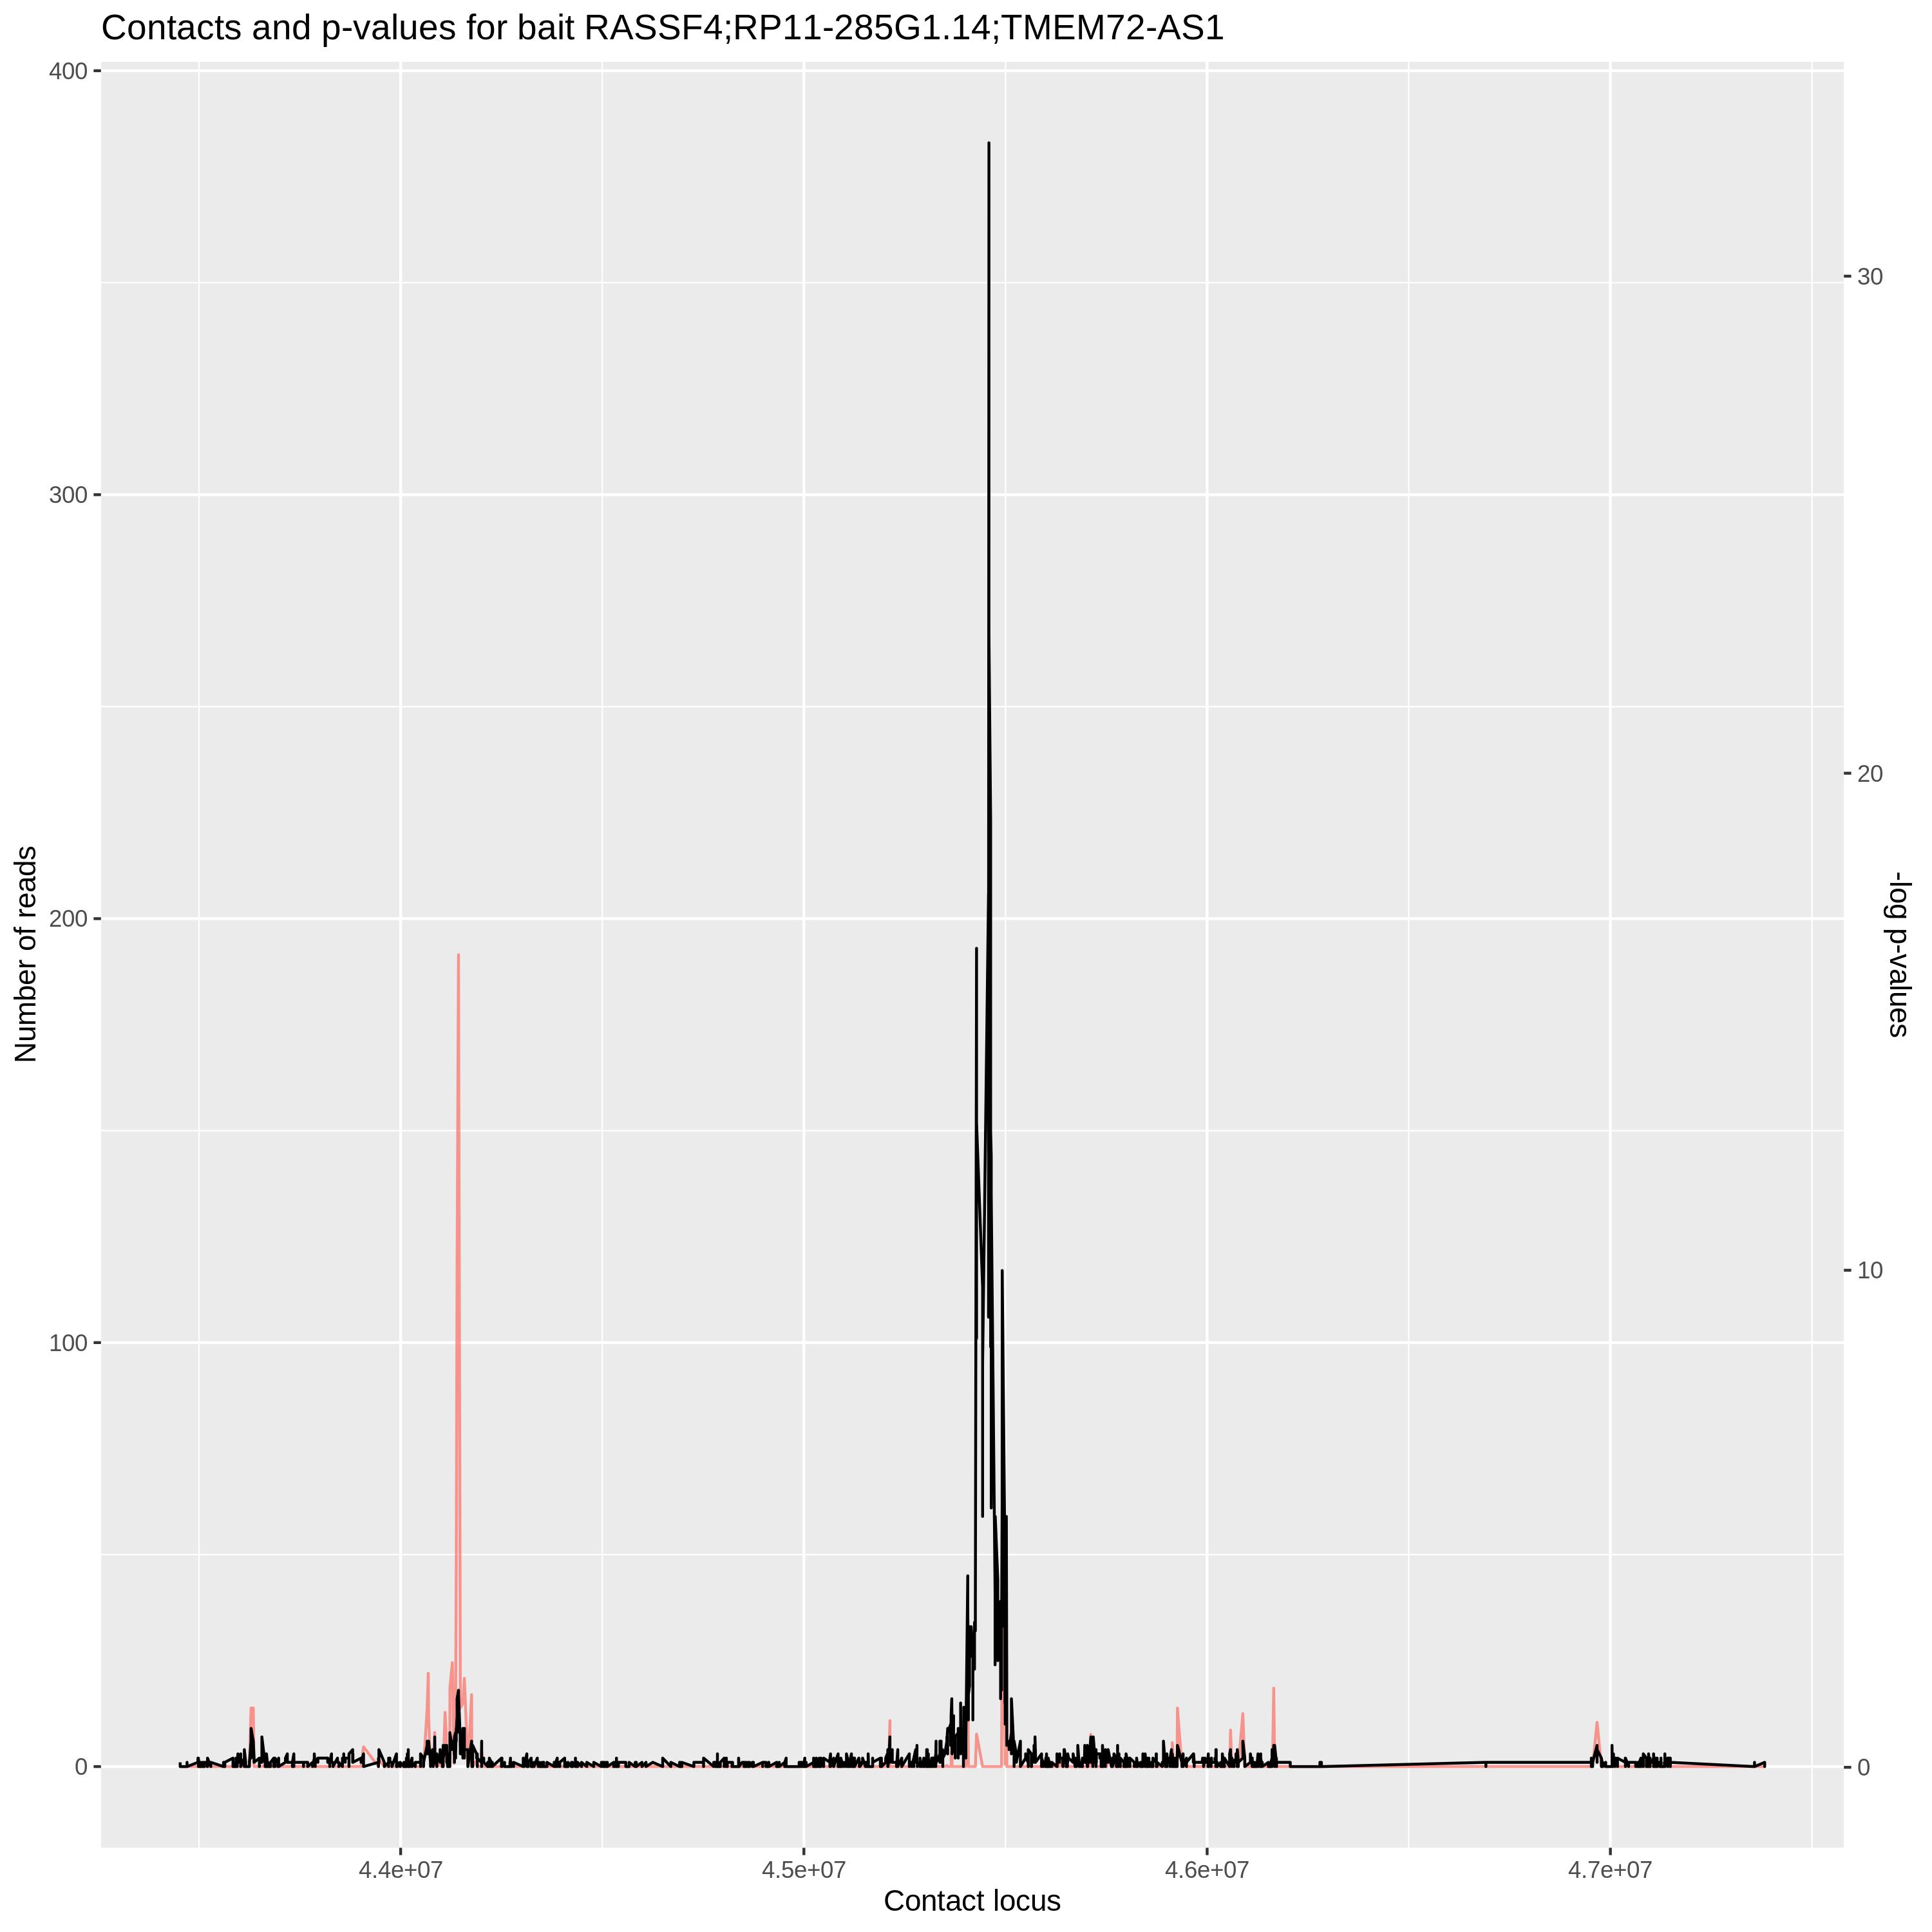 Contacts and p-values for bait RASSF4;RP11-285G1.14;TMEM72-AS1
400
300
200
100
0
Number of reads
30
20
10
0
-log p-values
4.4e+07
4.5e+07
4.6e+07
4.7e+07
Contact locus